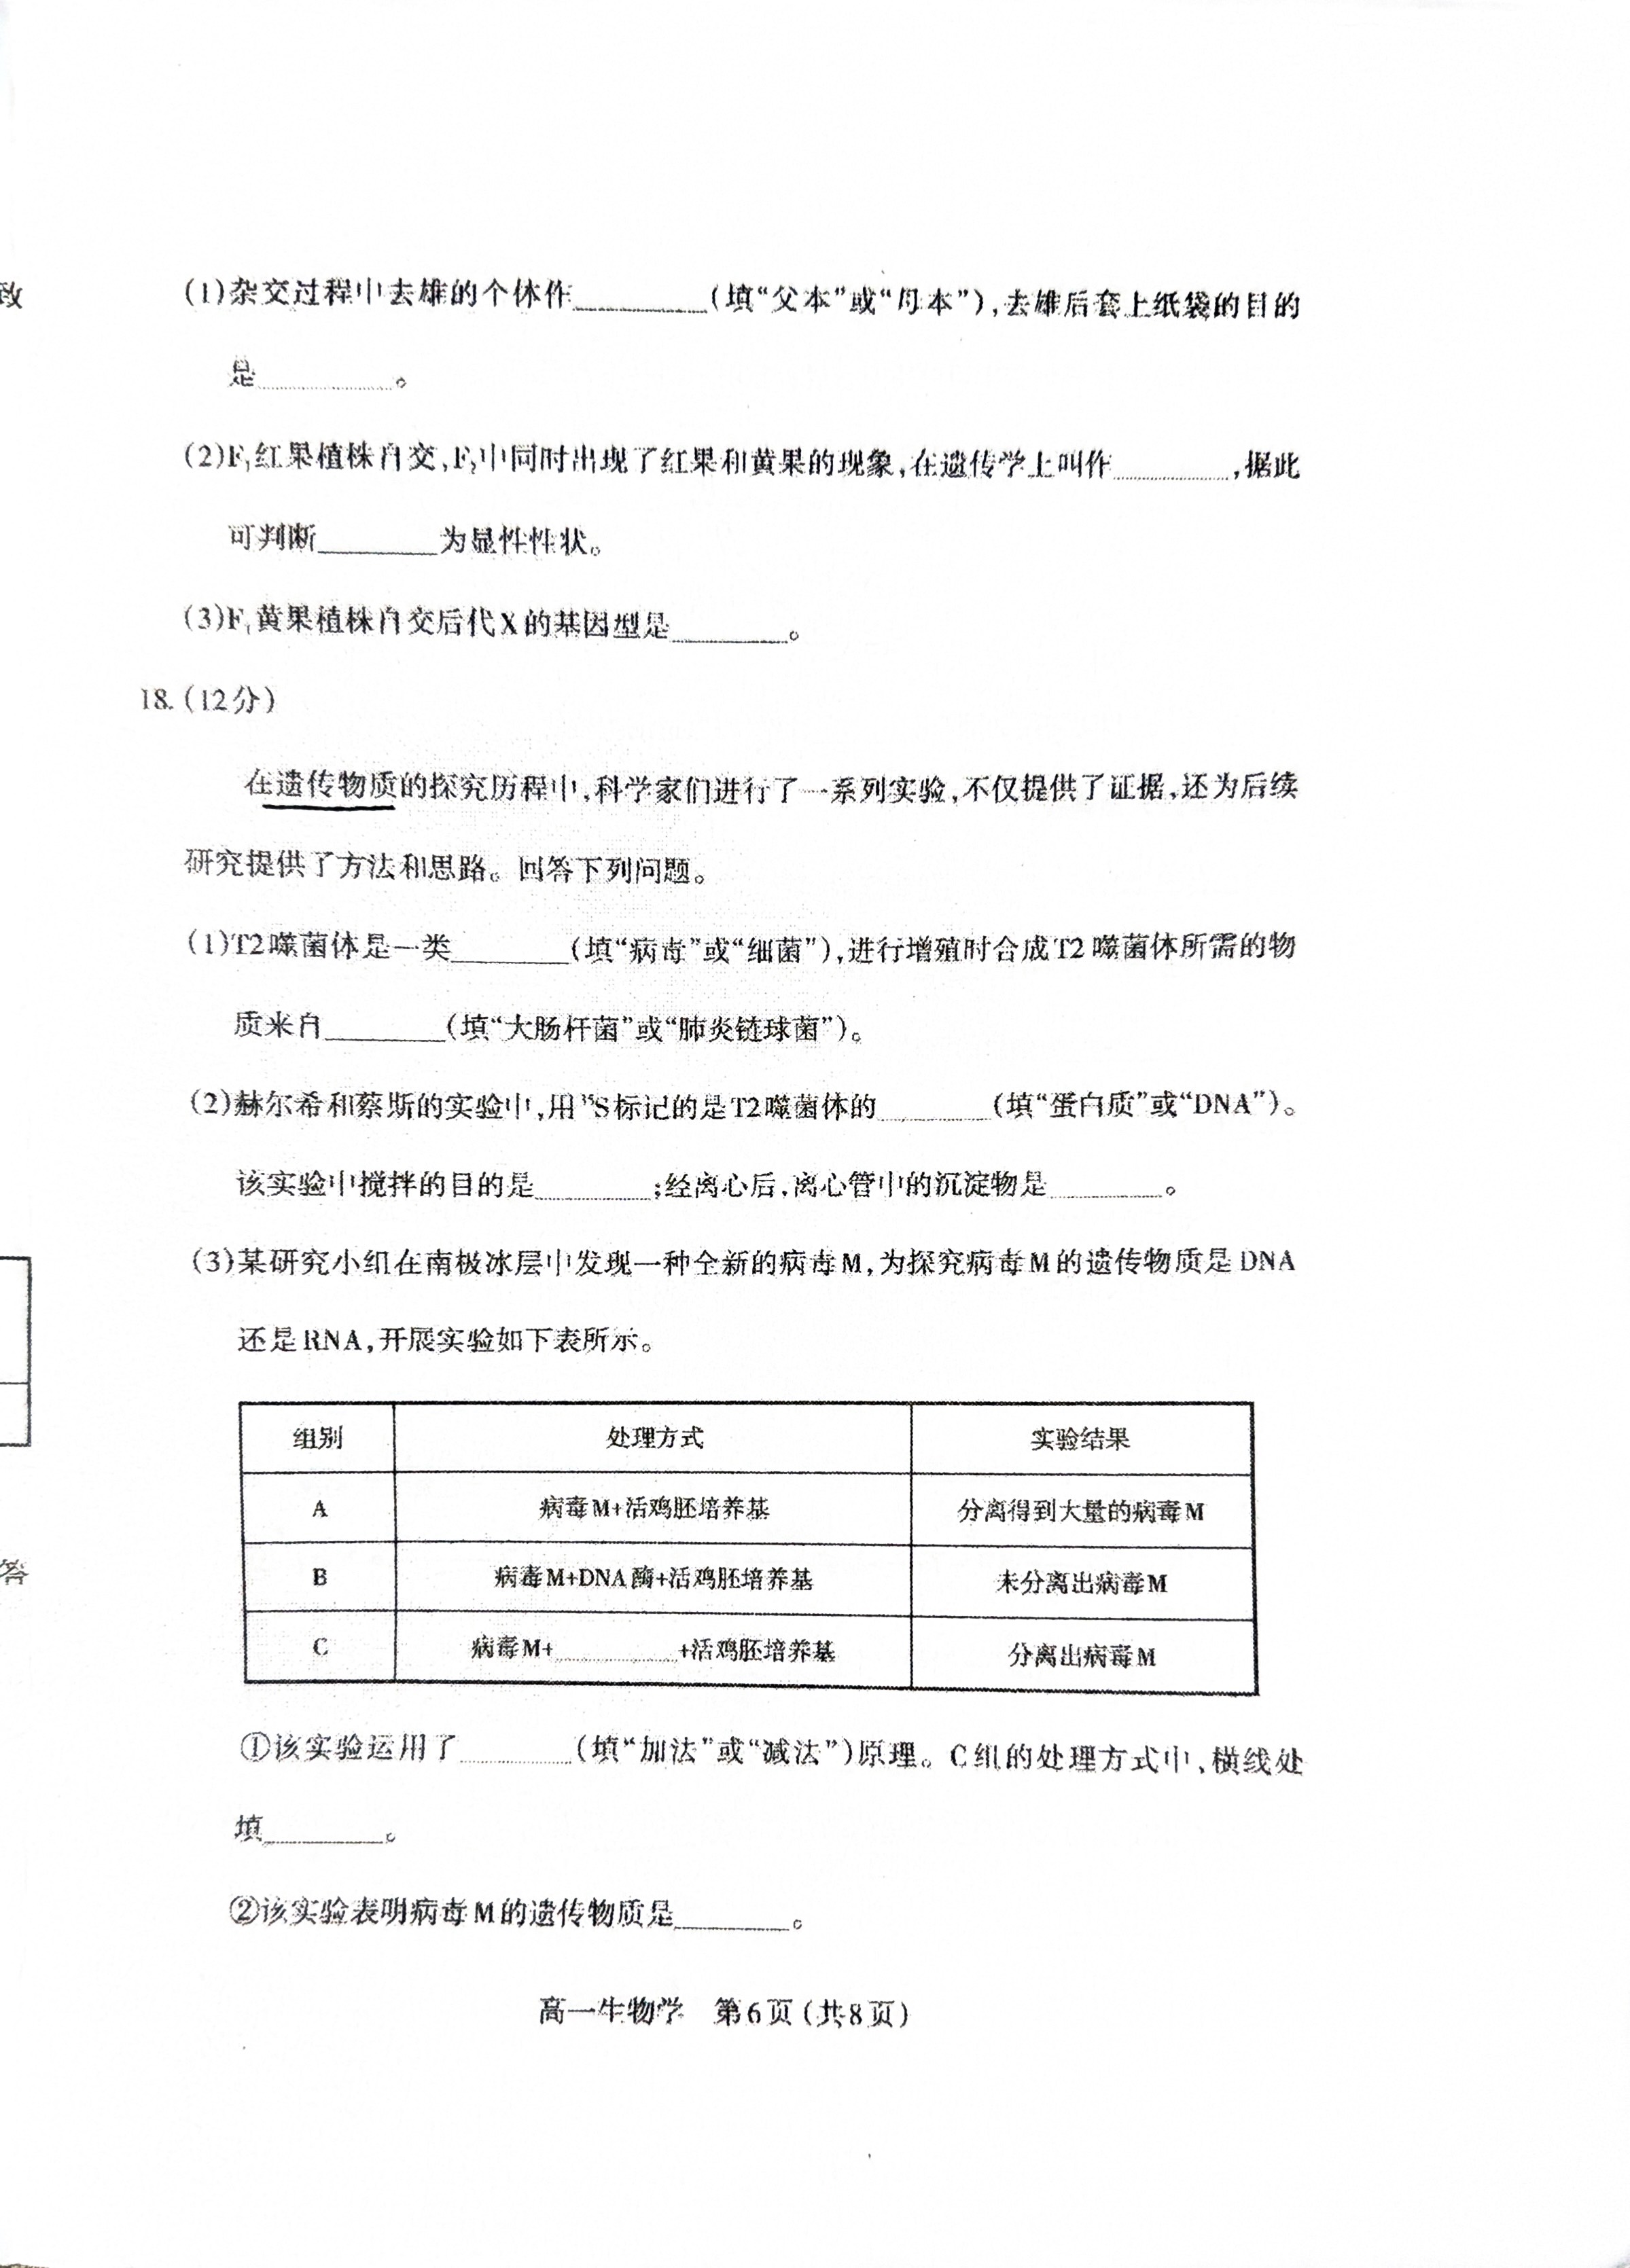 致
(1)杂交过程中去雄的个体作________(填“父本”或“母本”),去雄后套上纸袋的目的
是________。
(2)F₁红果植株自交,F₂中同时出现了红果和黄果的现象,在遗传学上叫作________,据此
可判断________为显性性状。
(3)F₁黄果植株自交后代X的基因型是________。
18.(12分)
在遗传物质的探究历程中,科学家们进行了一系列实验,不仅提供了证据,还为后续
研究提供了方法和思路。回答下列问题。
(1)T2噬菌体是一类________(填“病毒”或“细菌”),进行增殖时合成T2噬菌体所需的物
质来自________(填“大肠杆菌”或“肺炎链球菌”)。
(2)赫尔希和蔡斯的实验中,用³⁵S标记的是T2噬菌体的________(填“蛋白质”或“DNA”)。
该实验中搅拌的目的是________;经离心后,离心管中的沉淀物是________。
(3)某研究小组在南极冰层中发现一种全新的病毒M,为探究病毒M的遗传物质是DNA
还是RNA,开展实验如下表所示。
组别 处理方式 实验结果
A 病毒M+活鸡胚培养基 分离得到大量的病毒M
B 病毒M+DNA酶+活鸡胚培养基 未分离出病毒M
C 病毒M+________+活鸡胚培养基 分离出病毒M
答
①该实验运用了________(填“加法”或“减法”)原理。C组的处理方式中,横线处
填________。
②该实验表明病毒M的遗传物质是________。
高一生物学 第6页(共8页)